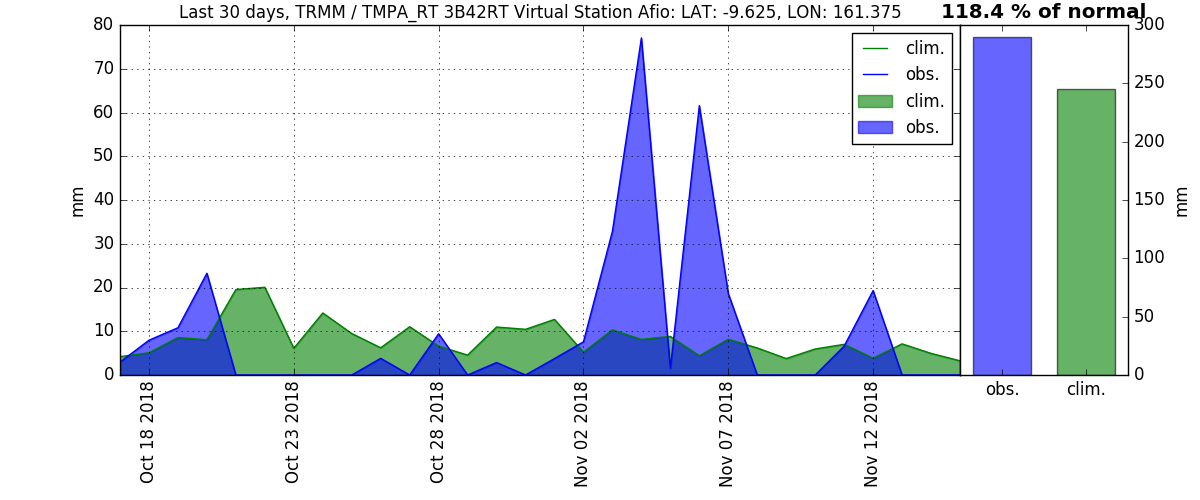 Last 30 days, TRMM / TMPA_RT 3B42RT Virtual Station Afio: LAT: -9.625, LON: 161.375
118.4 % of normal
80
70
60
50
40
30
20
10
0
mm
clim.
obs.
clim.
obs.
Oct 18 2018
Oct 23 2018
Oct 28 2018
Nov 02 2018
Nov 07 2018
Nov 12 2018
300
250
200
150
100
50
0
mm
obs.
clim.